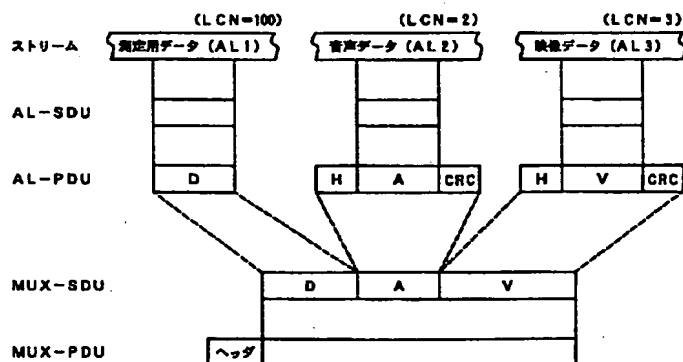 (LCN=100) (LCN=2) (LCN=3)
ストリーム 測定用データ(AL1) 音声データ(AL2) 映像データ(AL3)
AL-SDU
AL-PDU D H A CRC H V CRC
MUX-SDU D A V
MUX-PDU ヘッダ